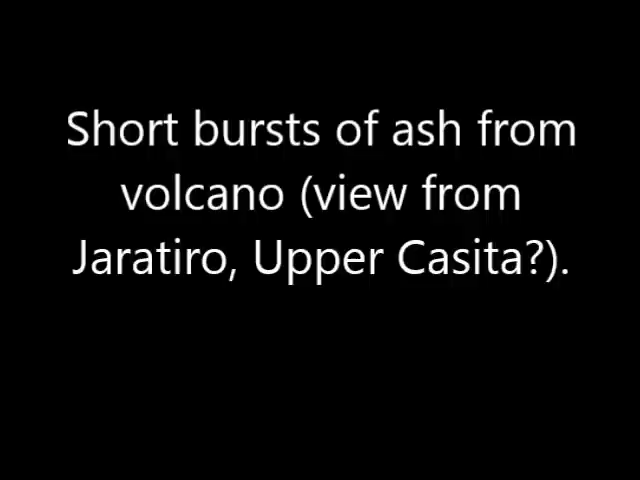 Short bursts of ash from
volcano (view from
Jaratiro, Upper Casita?).